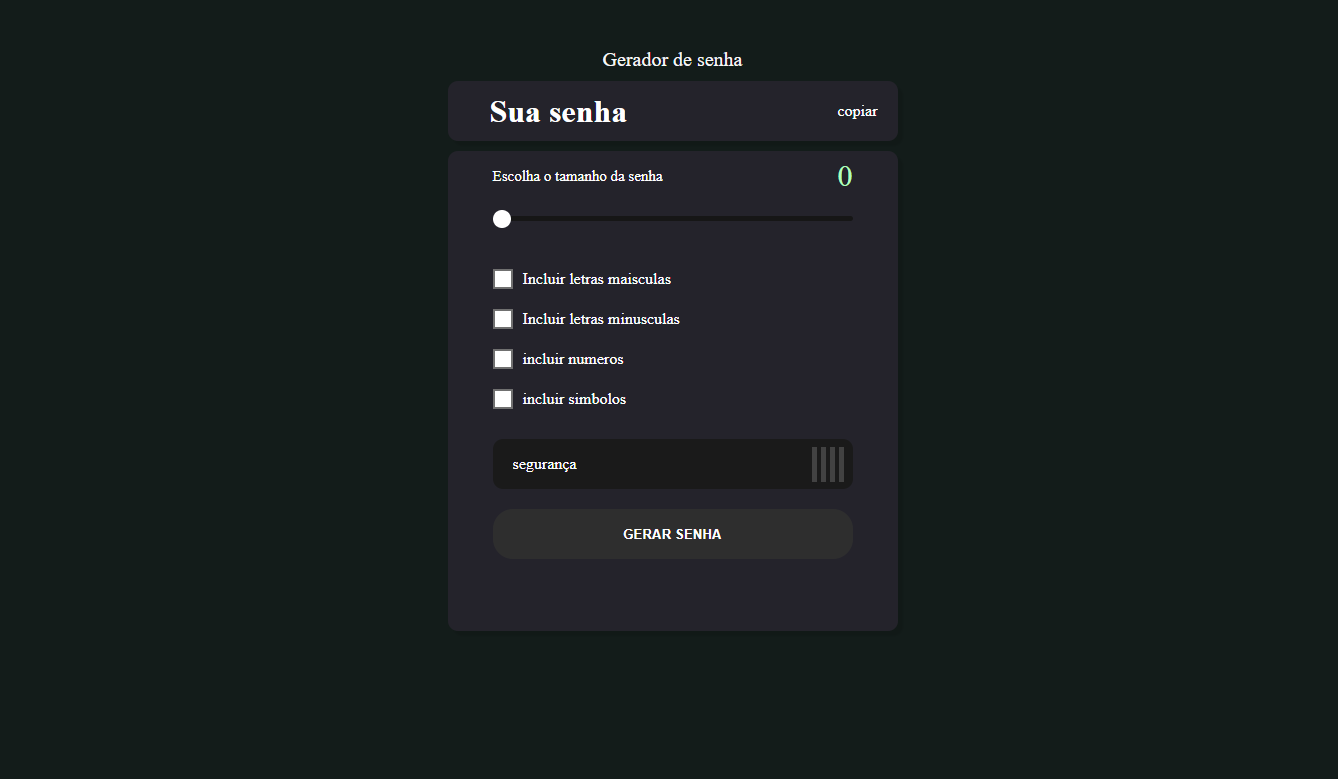 Gerador de senha
Sua senha
copiar
Escolha o tamanho da senha
0
Incluir letras maisculas
Incluir letras minusculas
incluir numeros
incluir simbolos
segurança
GERAR SENHA